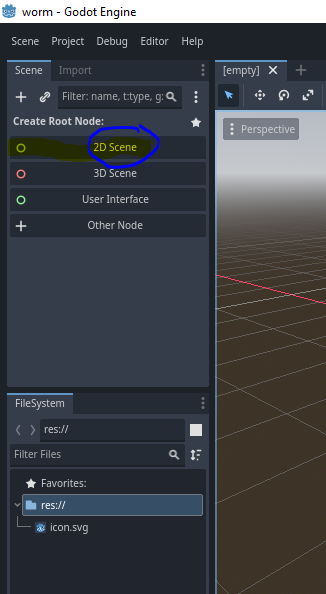 worm - Godot Engine
Scene Project Debug Editor Help
Scene Import
[empty]
Filter: name, t:type, g:
Create Root Node:
Perspective
2D Scene
3D Scene
User Interface
Other Node
FileSystem
res://
Filter Files
Favorites:
res://
icon.svg